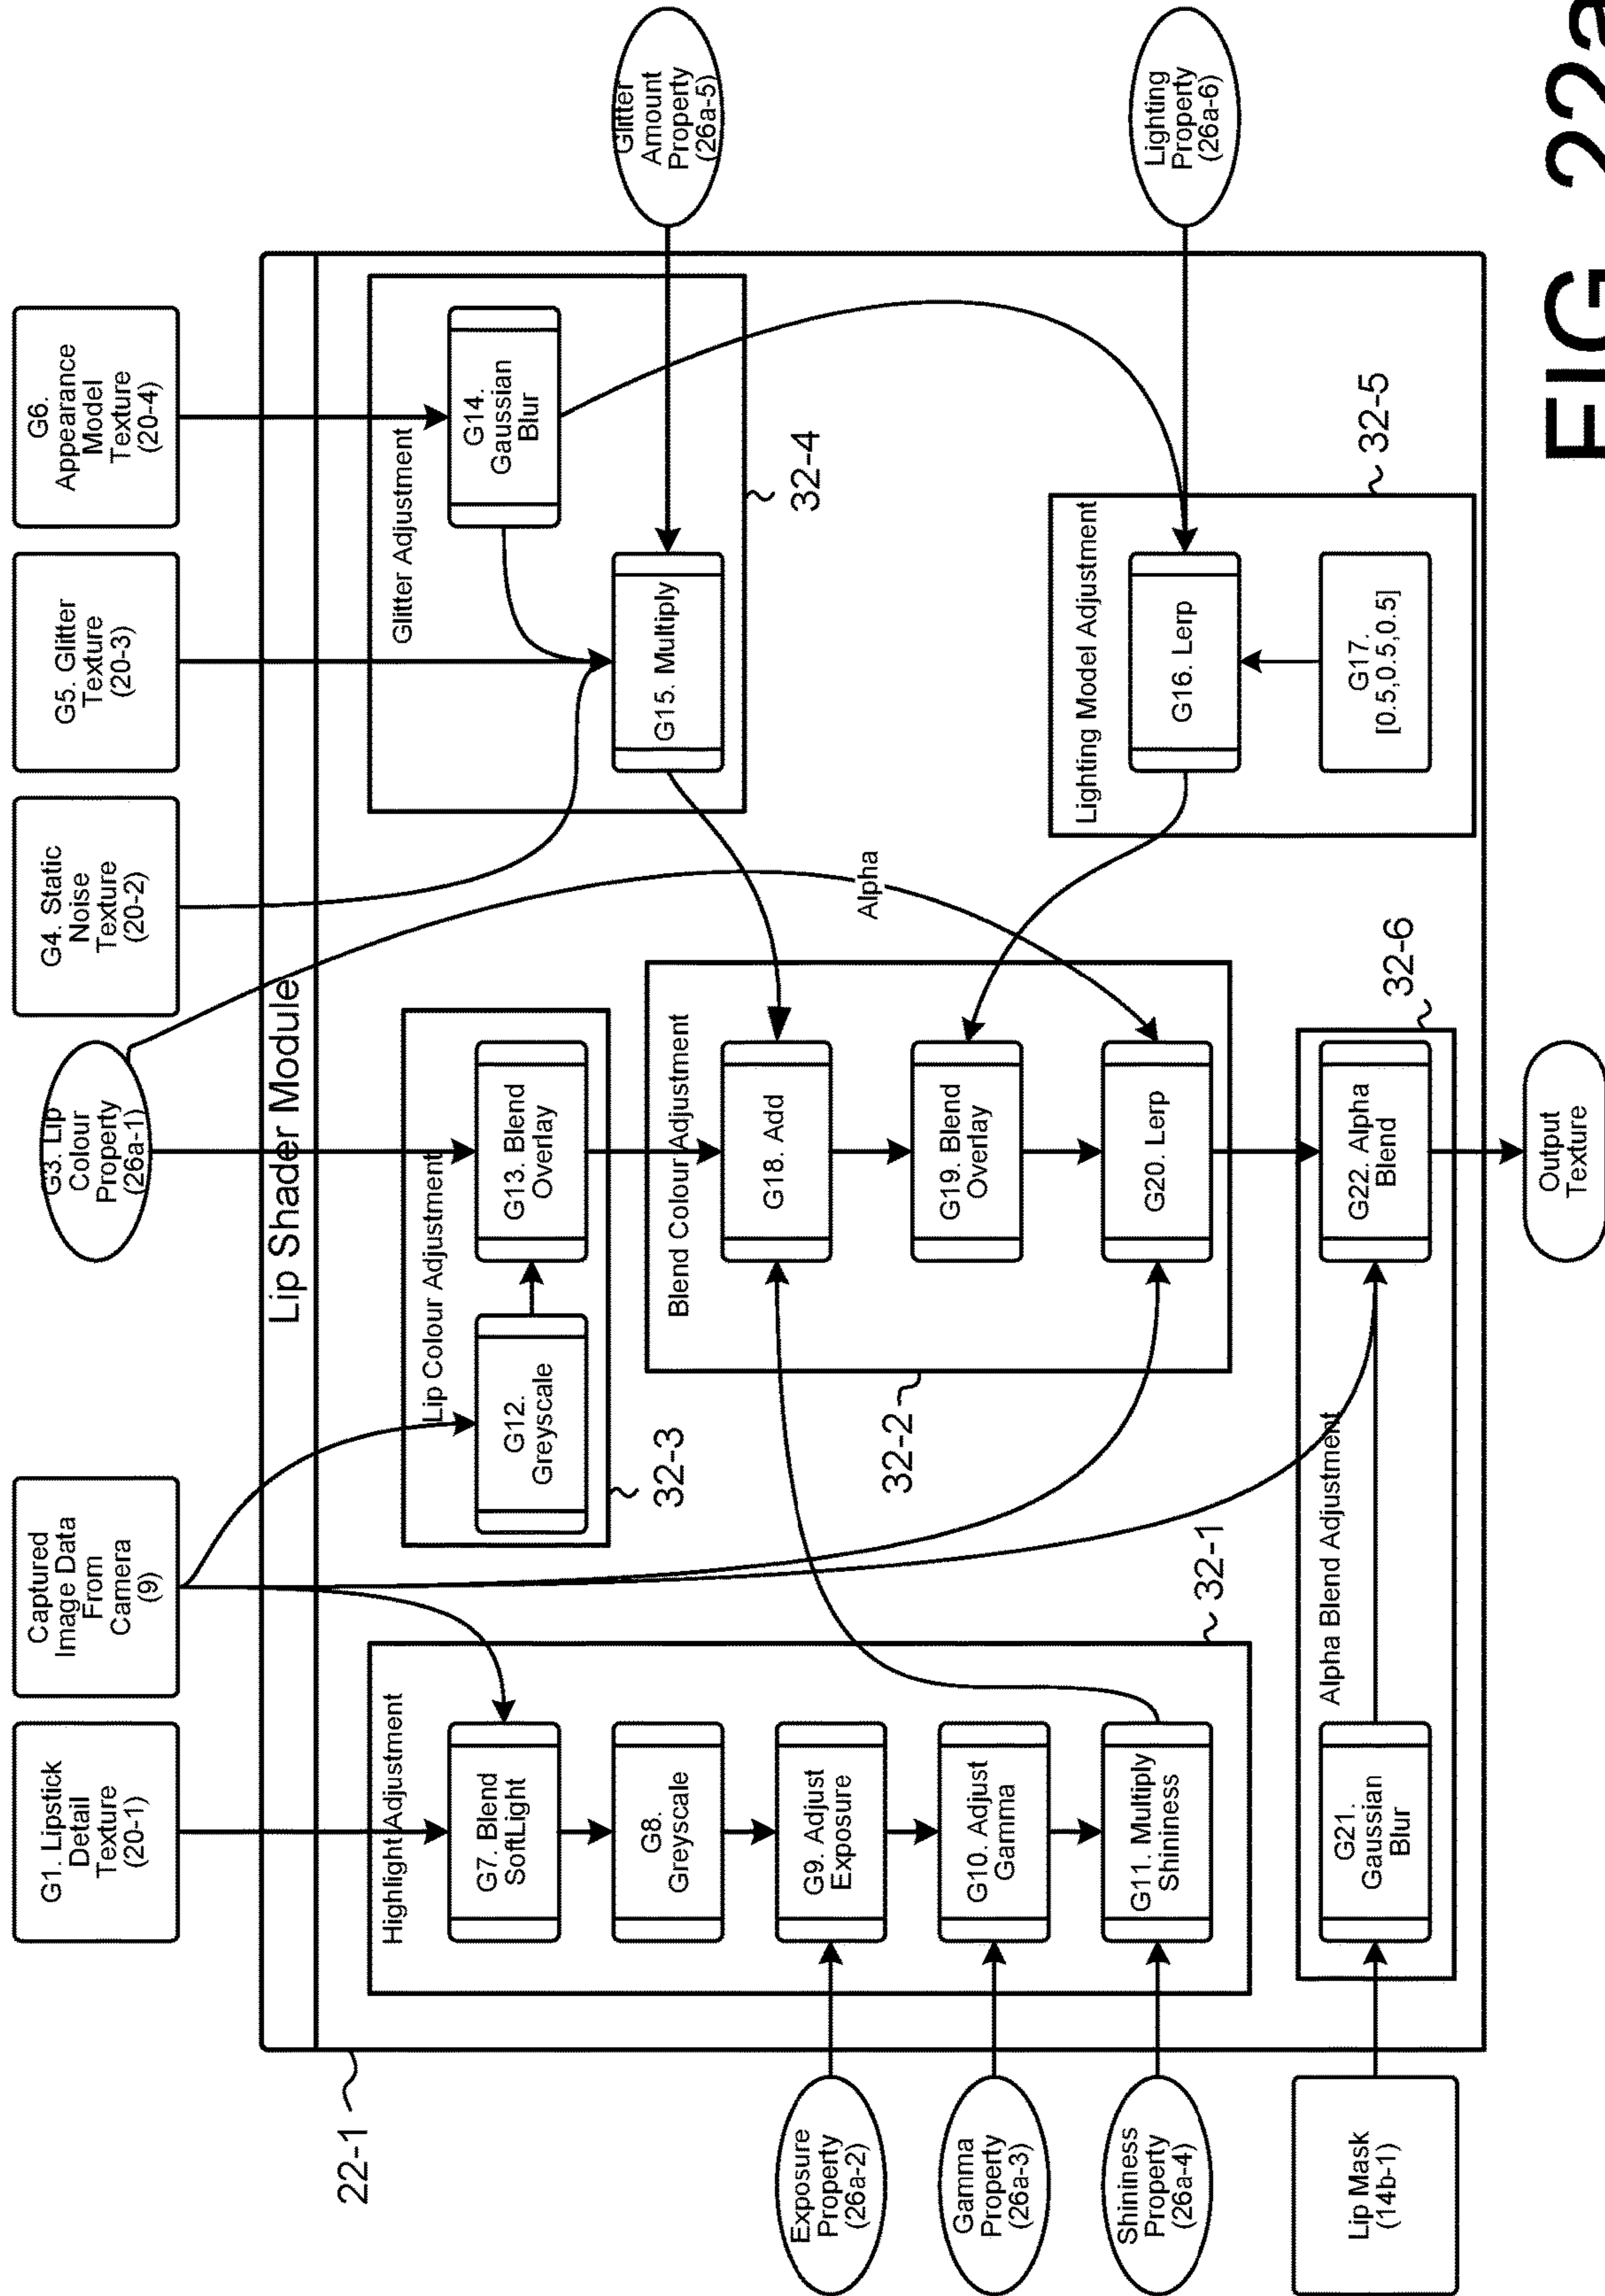 G1. Lipstick
Detail
Texture
(20-1)
Captured
Image Data
From
Camera
(9)
G3. Lip
Colour
Property
(26a-1)
G4. Static
Noise
Texture
(20-2)
G5. Glitter
Texture
(20-3)
G6.
Appearance
Model
Texture
(20-4)
22-1
Lip Shader Module
Highlight Adjustment
G7. Blend
SoftLight
G8.
Greyscale
G9. Adjust
Exposure
G10. Adjust
Gamma
G11. Multiply
Shininess
32-1
Exposure
Property
(26a-2)
Gamma
Property
(26a-3)
Shininess
Property
(26a-4)
Lip Mask
(14b-1)
Lip Colour Adjustment
G12.
Greyscale
G13. Blend
Overlay
32-3
Blend Colour Adjustment
G18. Add
G19. Blend
Overlay
G20. Lerp
32-2
Alpha
Glitter Adjustment
G14.
Gaussian
Blur
G15. Multiply
32-4
Glitter
Amount
Property
(26a-5)
Lighting Model Adjustment
G16. Lerp
G17.
[0.5,0.5,0.5]
32-5
Lighting
Property
(26a-6)
Alpha Blend Adjustment
G21.
Gaussian
Blur
G22. Alpha
Blend
32-6
Output
Texture
FIG. 22a